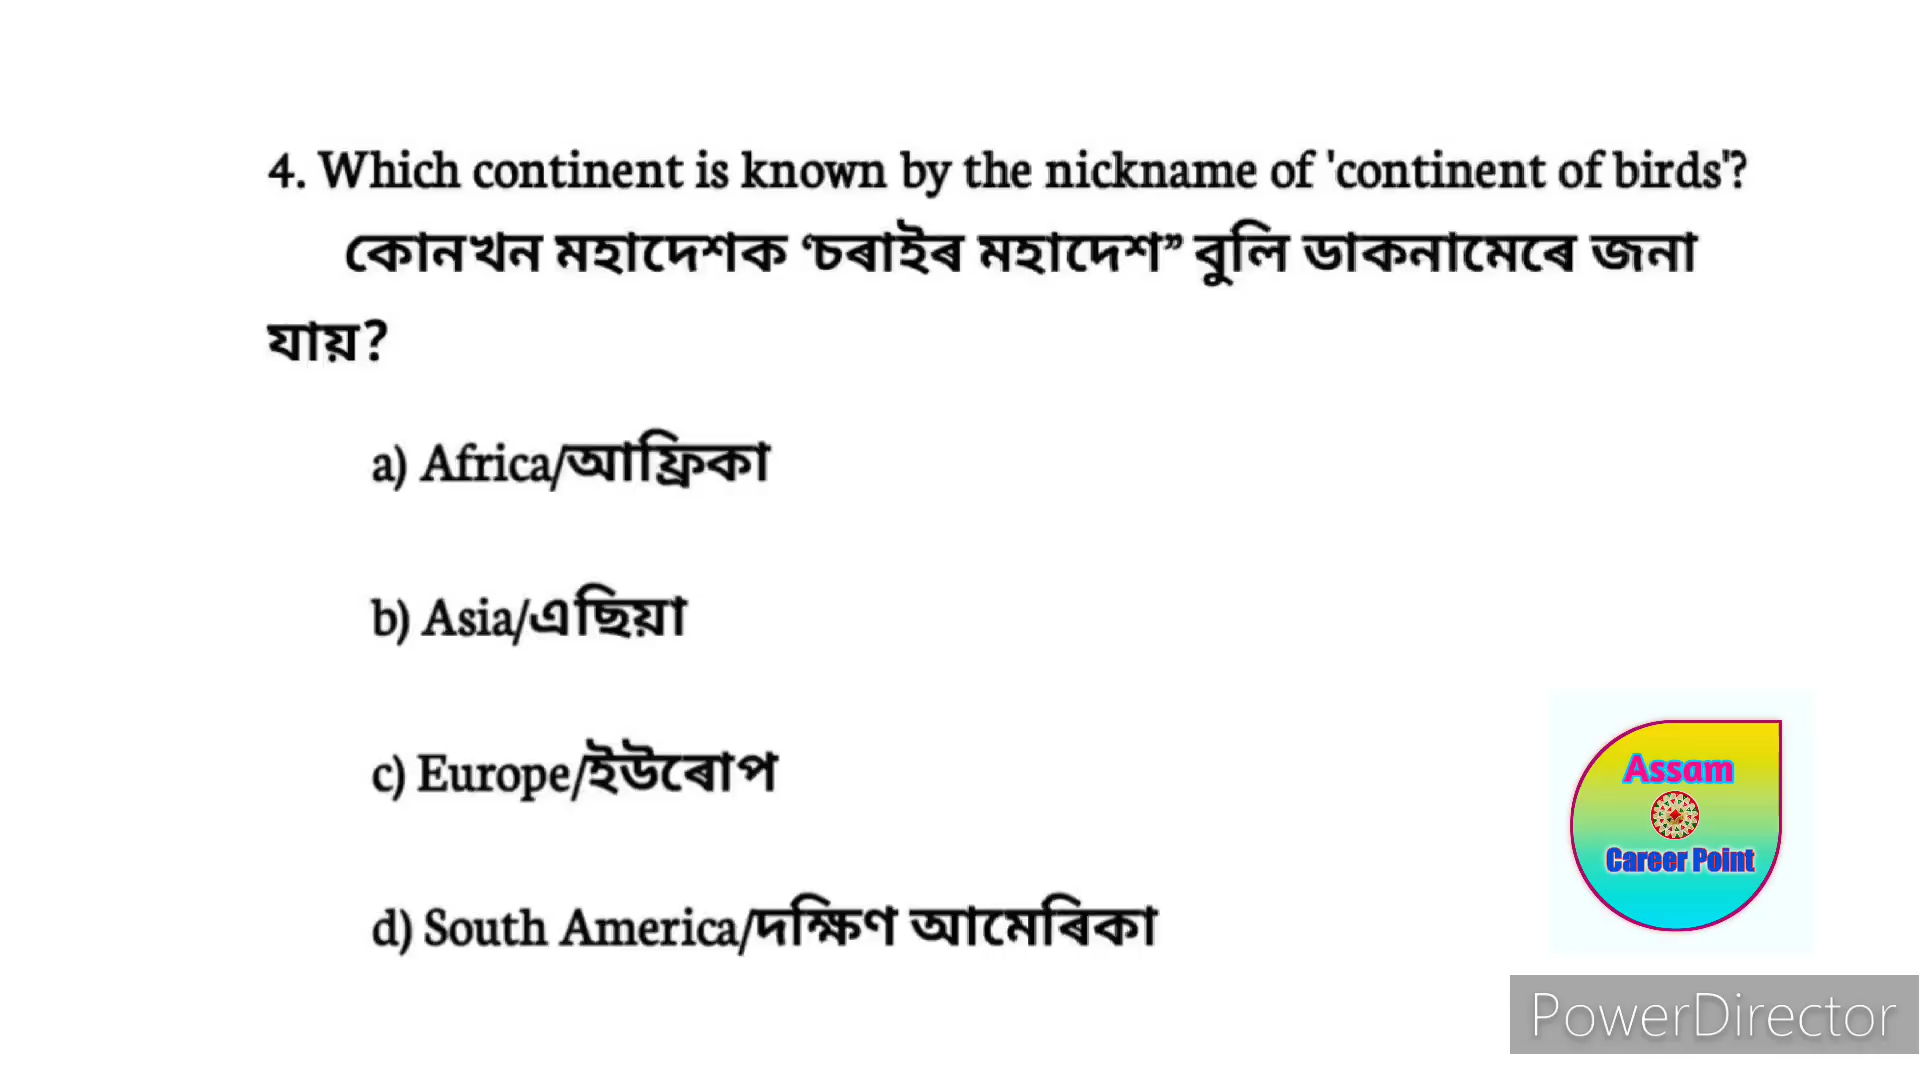 4. Which continent is known by the nickname of 'continent of birds'?
কোনখন মহাদেশক ‘চৰাইৰ মহাদেশ” বুলি ডাকনামেৰে জনা
যায়?
a) Africa/আফ্ৰিকা
b) Asia/এছিয়া
c) Europe/ইউৰোপ
d) South America/দক্ষিণ আমেৰিকা
Assam
Career Point
PowerDirector